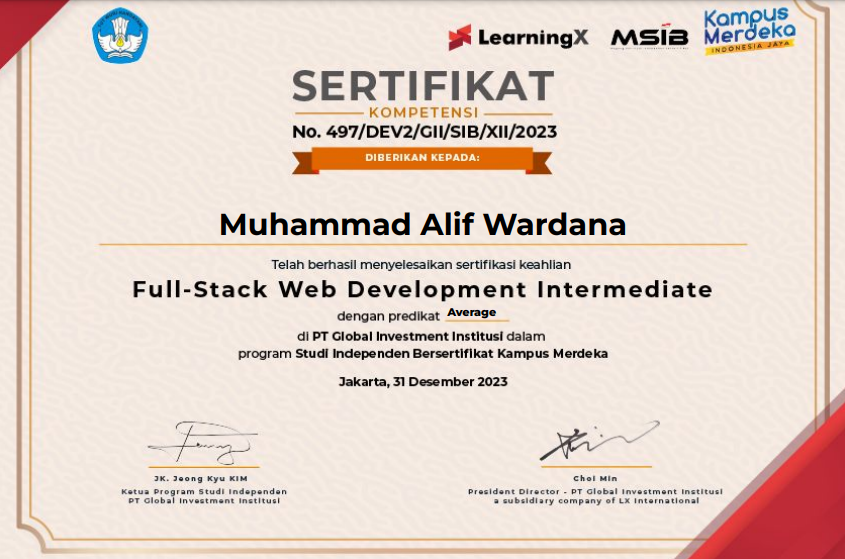 LearningX
MSIB
Kampus
Merdeka
INDONESIA JAYA
SERTIFIKAT
KOMPETENSI
No. 497/DEV2/GII/SIB/XII/2023
DIBERIKAN KEPADA:
Muhammad Alif Wardana
Telah berhasil menyelesaikan sertifikasi keahlian
Full-Stack Web Development Intermediate
dengan predikat Average
di PT Global Investment Institusi dalam
program Studi Independen Bersertifikat Kampus Merdeka
Jakarta, 31 Desember 2023
JK. Jeong Kyu KIM
Ketua Program Studi Independen
PT Global Investment Institusi
Choi Min
President Director - PT Global Investment Institusi
a subsidiary company of LX International